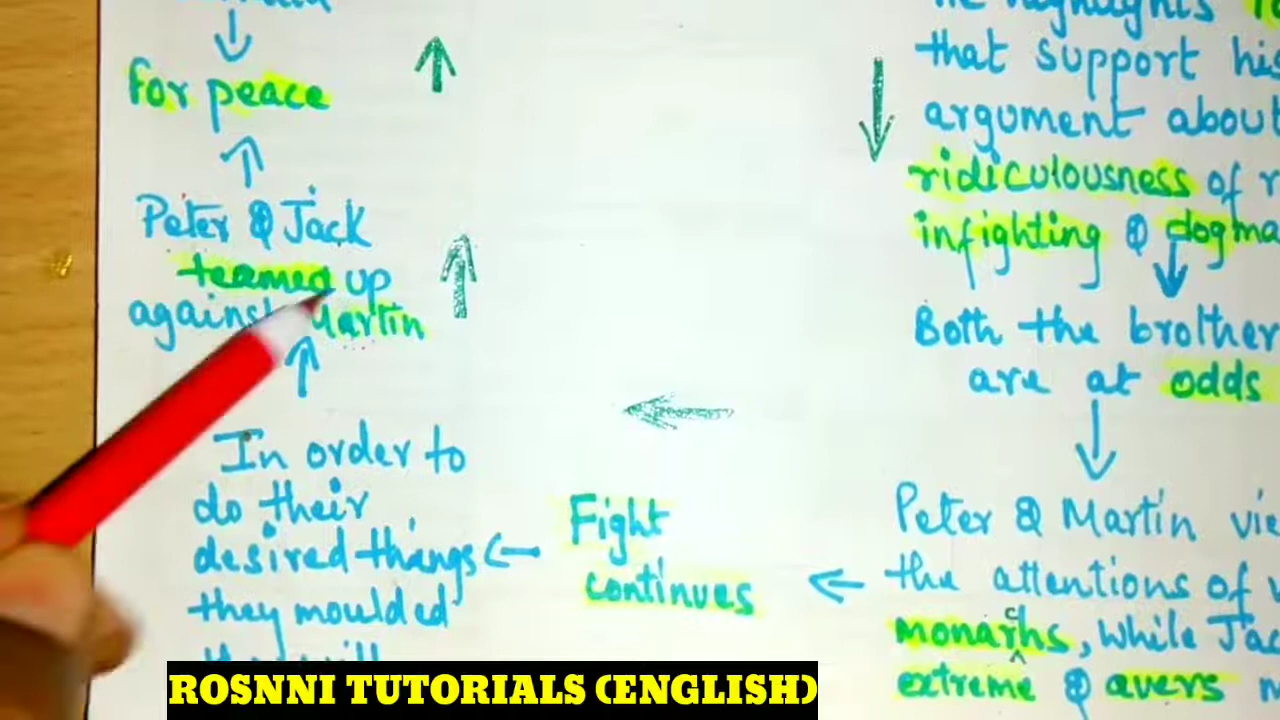 For peace
Peter & Jack
teamed up
against Martin
In order to
do their
desired things
they moulded
Fight
continues
he highlights
that support his
argument about
ridiculousness of
infighting & dogma
Both the brother
are at odds
Peter & Martin
the attentions of
monarchs, while
extreme & avers
ROSNNI TUTORIALS (ENGLISH)